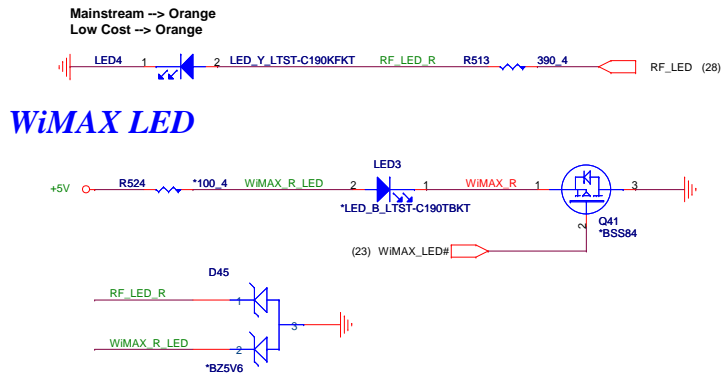 Mainstream --> Orange
Low Cost --> Orange
LED4 1 2 LED_Y_LTST-C190KFKT RF_LED_R R513 390_4 RF_LED (28)
WiMAX LED
LED3
+5V R524 *100_4 WiMAX_R_LED 2 1 WiMAX_R 1 3
*LED_B_LTST-C190TBKT
2
Q41
*BSS84
(23) WiMAX_LED#
D45
RF_LED_R 1
3
WiMAX_R_LED 2
*BZ5V6